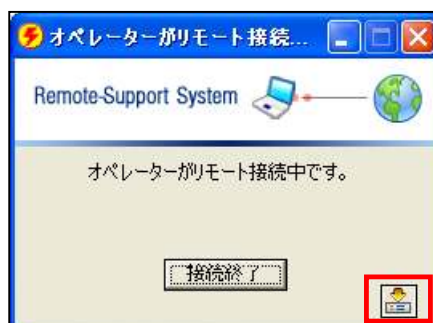 オペレーターがリモート接続...
Remote-Support System
オペレーターがリモート接続中です。
接続終了